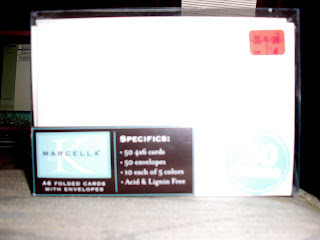 MARCELLA
K
A6 FOLDED CARDS
WITH ENVELOPES
SPECIFICS:
• 50 4x6 cards
• 50 envelopes
• 10 each of 5 colors
• Acid & Lignin Free
50